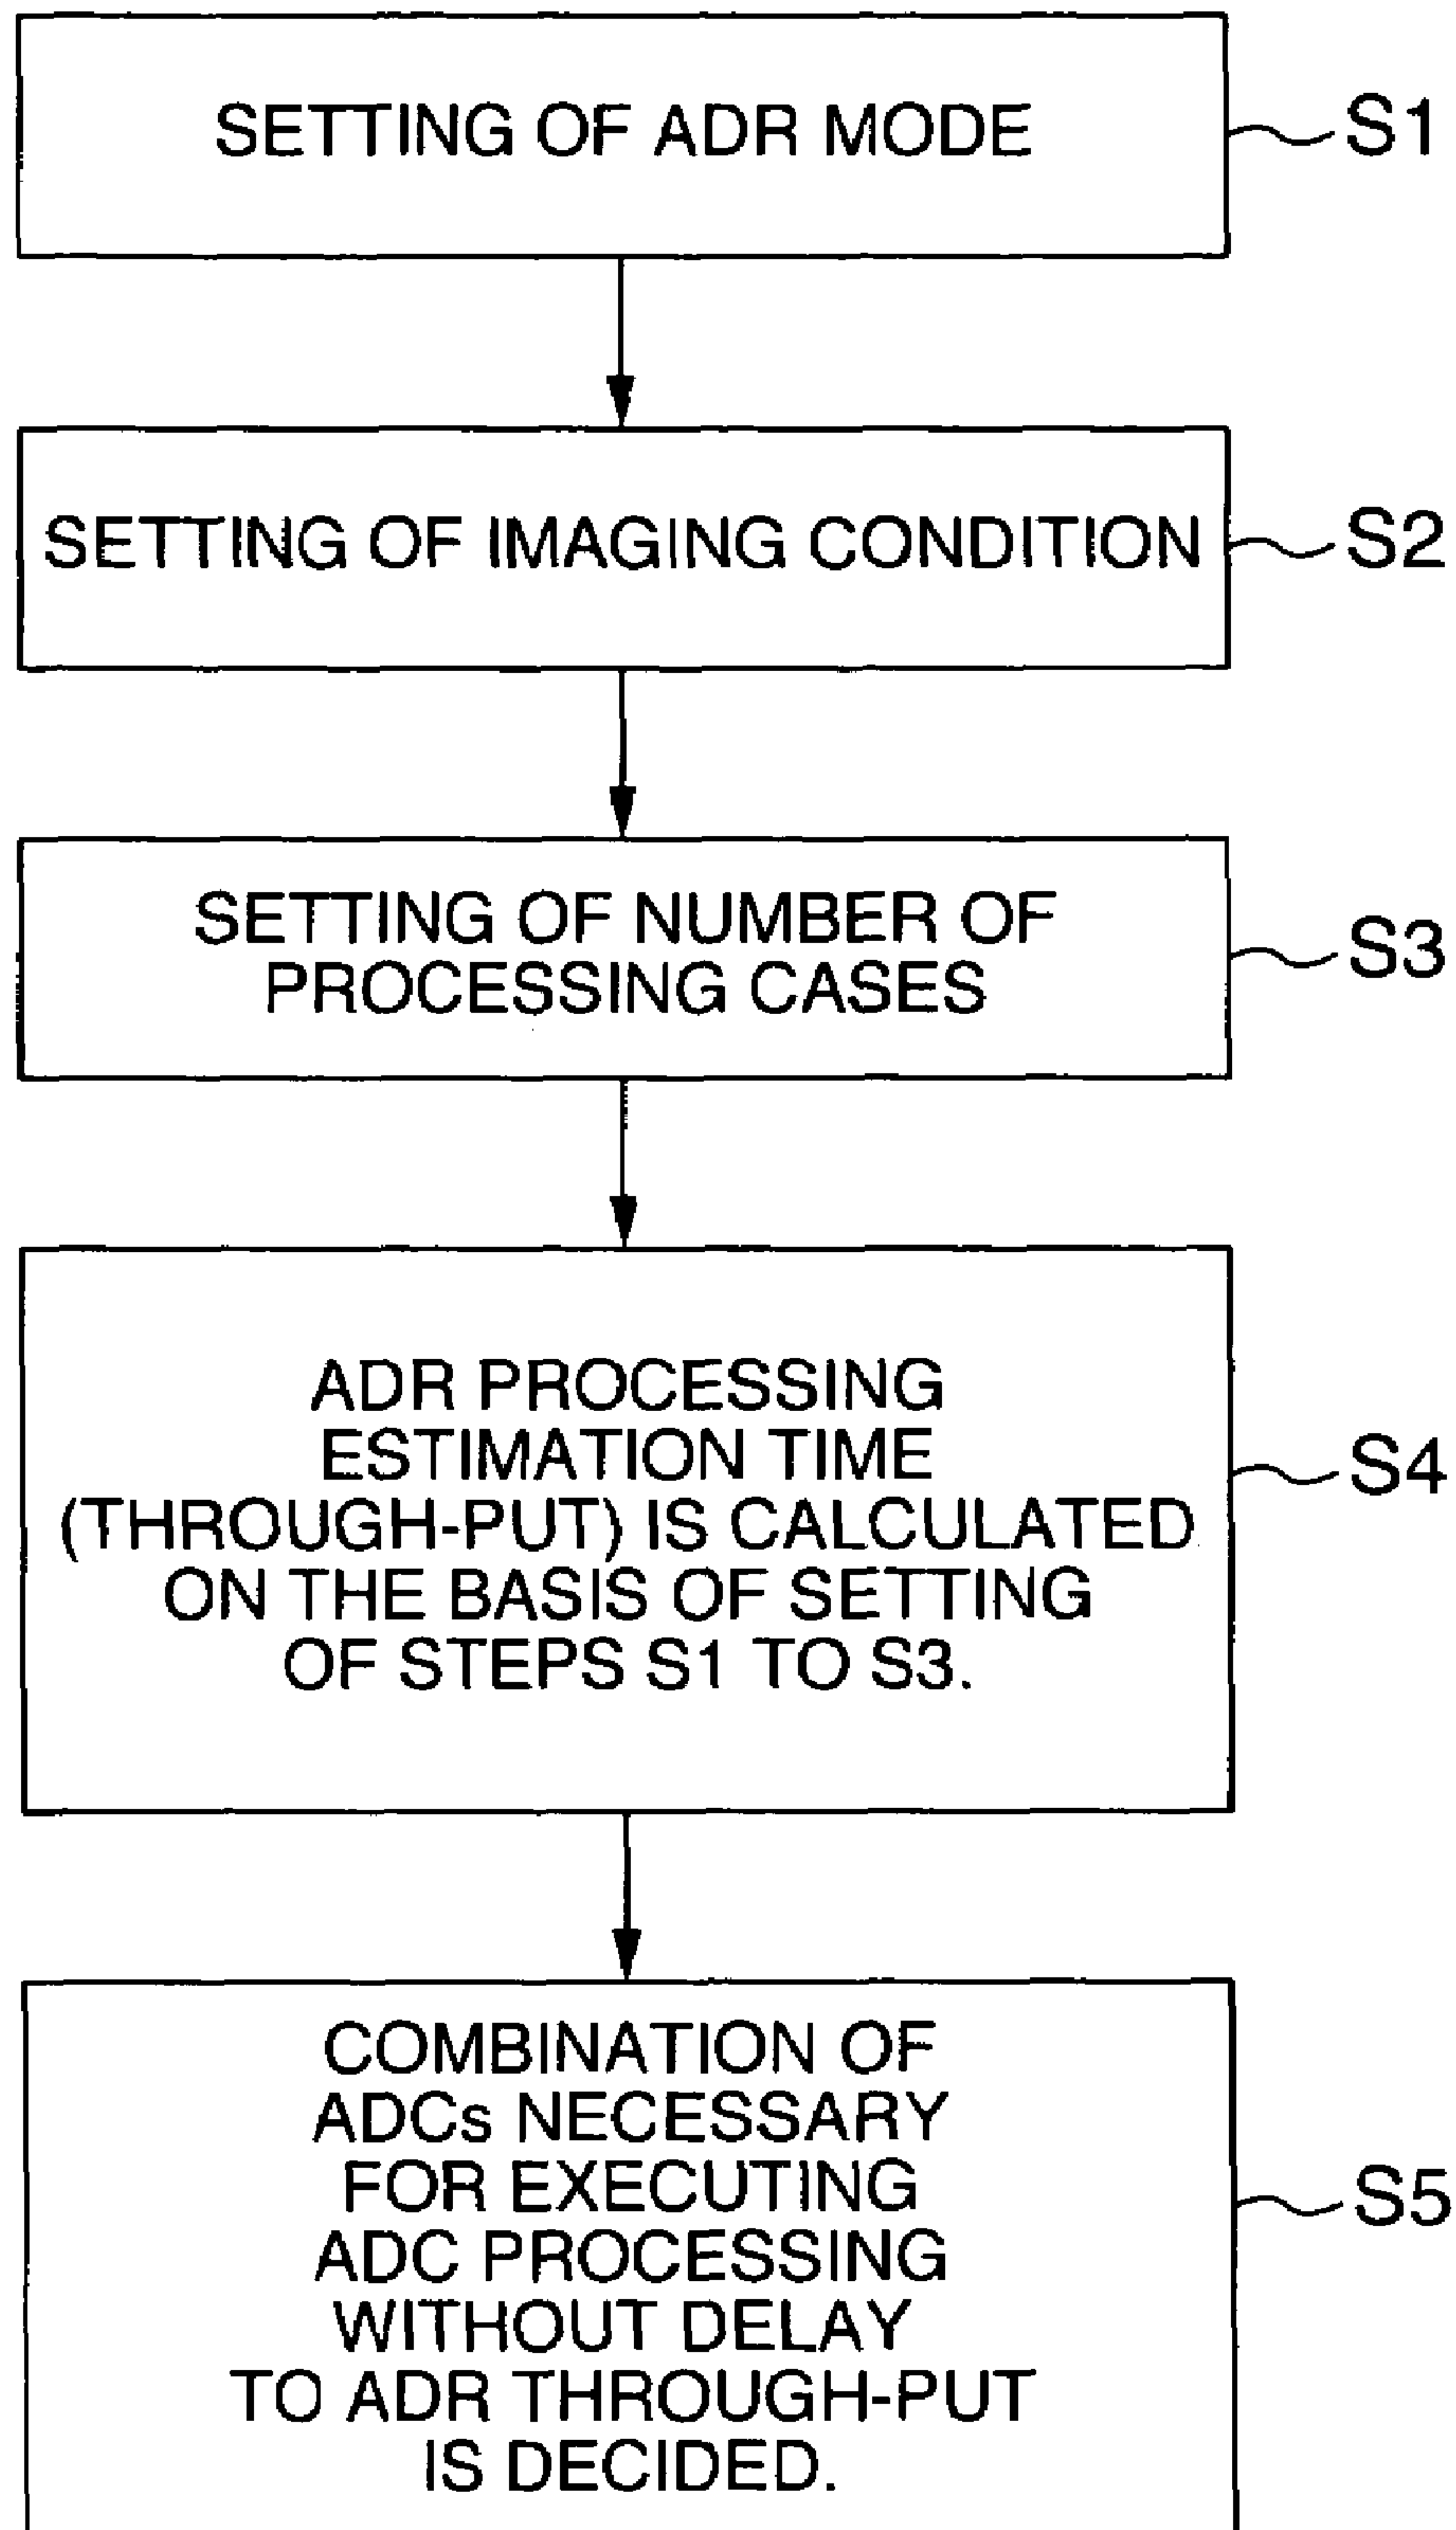 SETTING OF ADR MODE
S1
SETTING OF IMAGING CONDITION
S2
SETTING OF NUMBER OF
PROCESSING CASES
S3
ADR PROCESSING
ESTIMATION TIME
(THROUGH-PUT) IS CALCULATED
ON THE BASIS OF SETTING
OF STEPS S1 TO S3.
S4
COMBINATION OF
ADCs NECESSARY
FOR EXECUTING
ADC PROCESSING
WITHOUT DELAY
TO ADR THROUGH-PUT
IS DECIDED.
S5